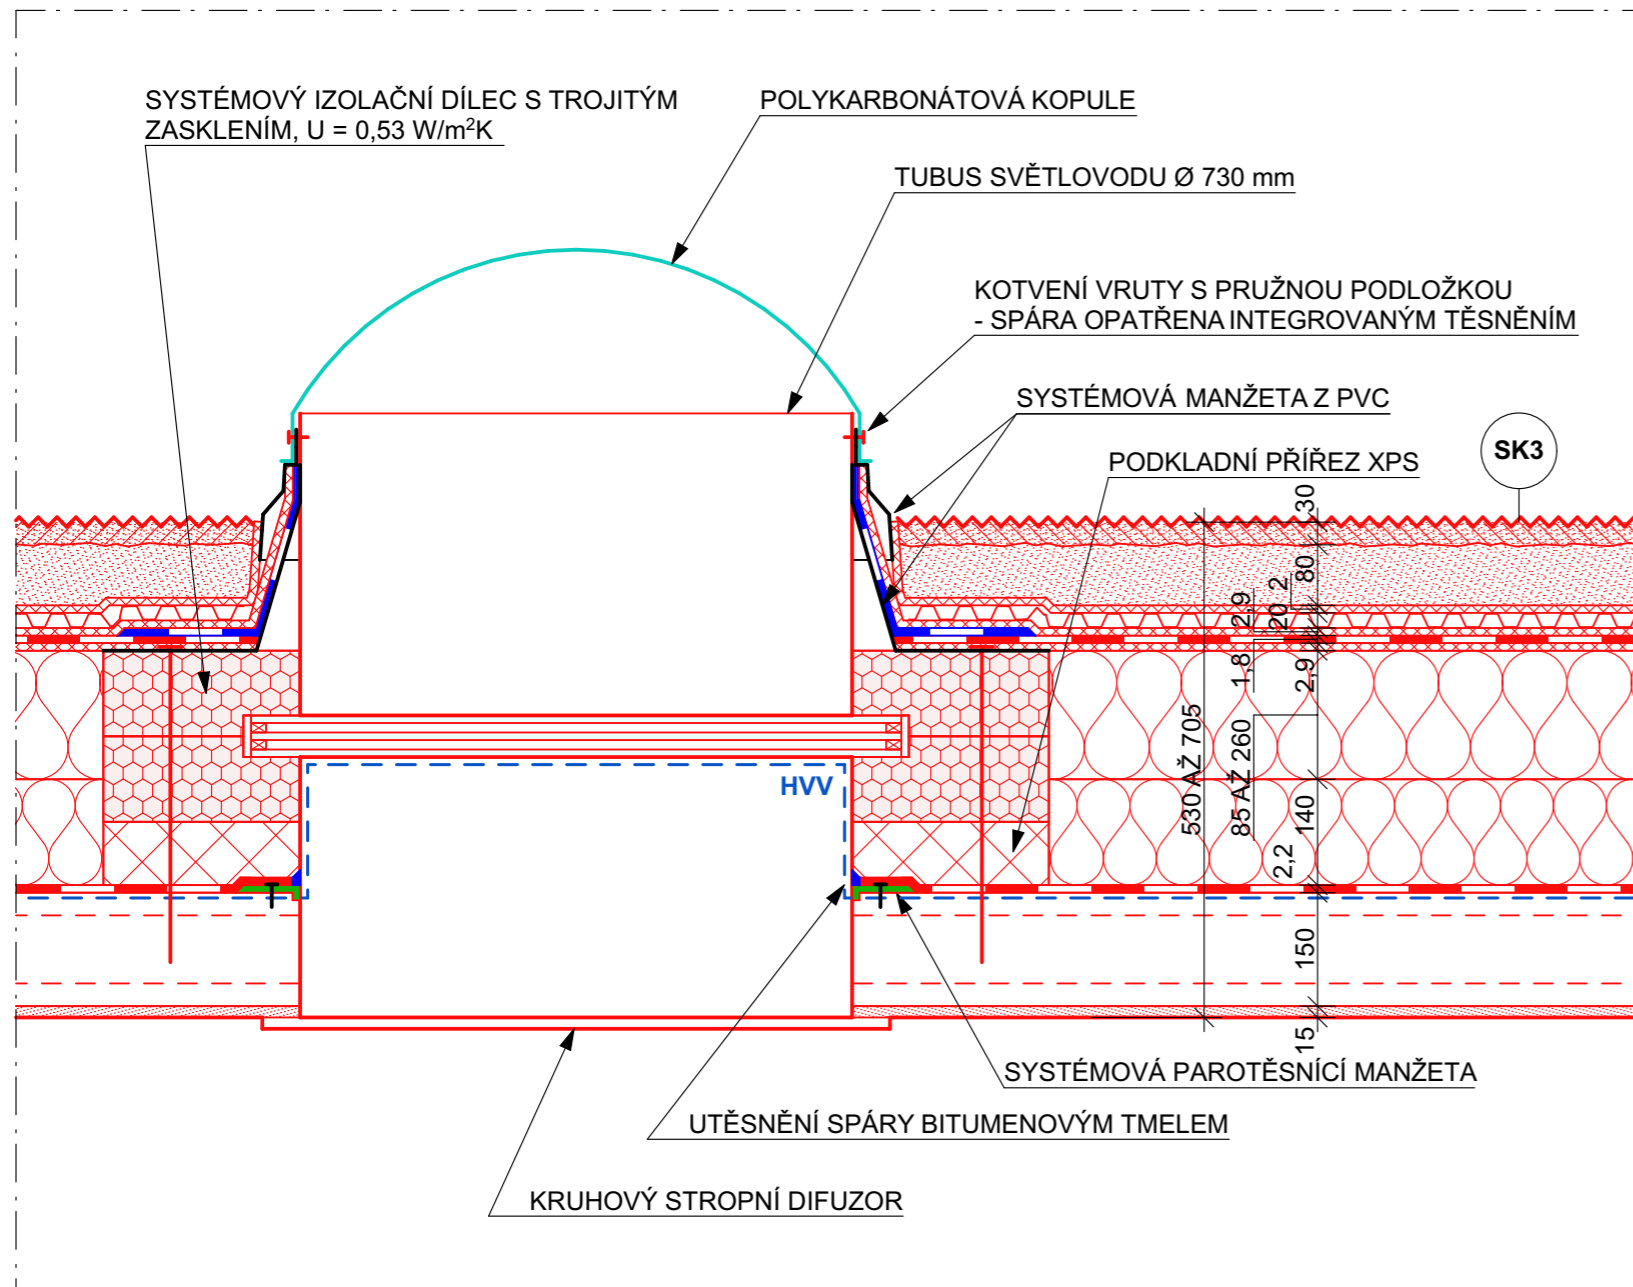 SYSTÉMOVÝ IZOLAČNÍ DÍLEC S TROJITÝM
ZASKLENÍM, U = 0,53 W/m²K
POLYKARBONÁTOVÁ KOPULE
TUBUS SVĚTLOVODU Ø 730 mm
KOTVENÍ VRUTY S PRUŽNOU PODLOŽKOU
- SPÁRA OPATŘENA INTEGROVANÝM TĚSNĚNÍM
SYSTÉMOVÁ MANŽETA Z PVC
PODKLADNÍ PŘÍŘEZ XPS
SK3
30
80
2
20
2,9
1,8
2,9
530 AŽ 705
85 AŽ 260
140
2,2
150
15
HVV
SYSTÉMOVÁ PAROTĚSNÍCÍ MANŽETA
UTĚSNĚNÍ SPÁRY BITUMENOVÝM TMELEM
KRUHOVÝ STROPNÍ DIFUZOR